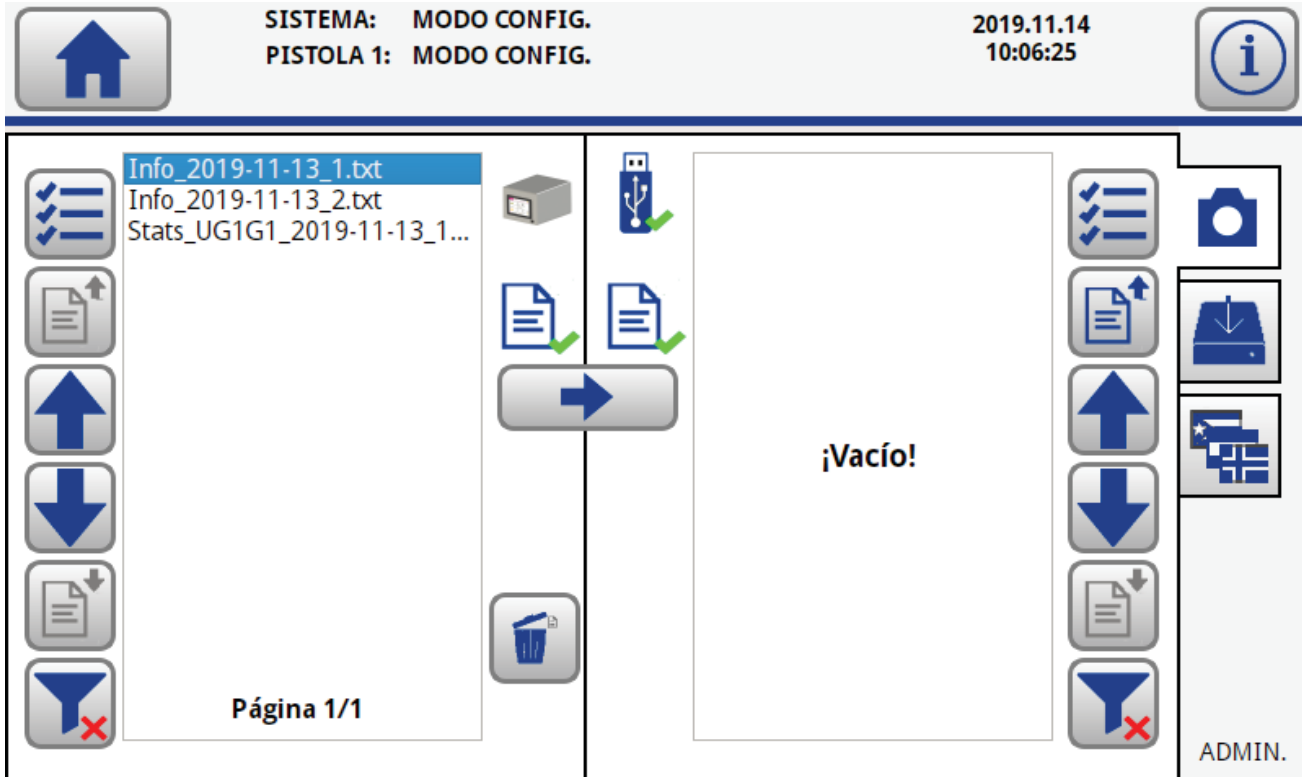 SISTEMA: MODO CONFIG.
PISTOLA 1: MODO CONFIG.
2019.11.14
10:06:25
i
Info_2019-11-13_1.txt
Info_2019-11-13_2.txt
Stats_UG1G1_2019-11-13_1...
¡Vacío!
Página 1/1
ADMIN.